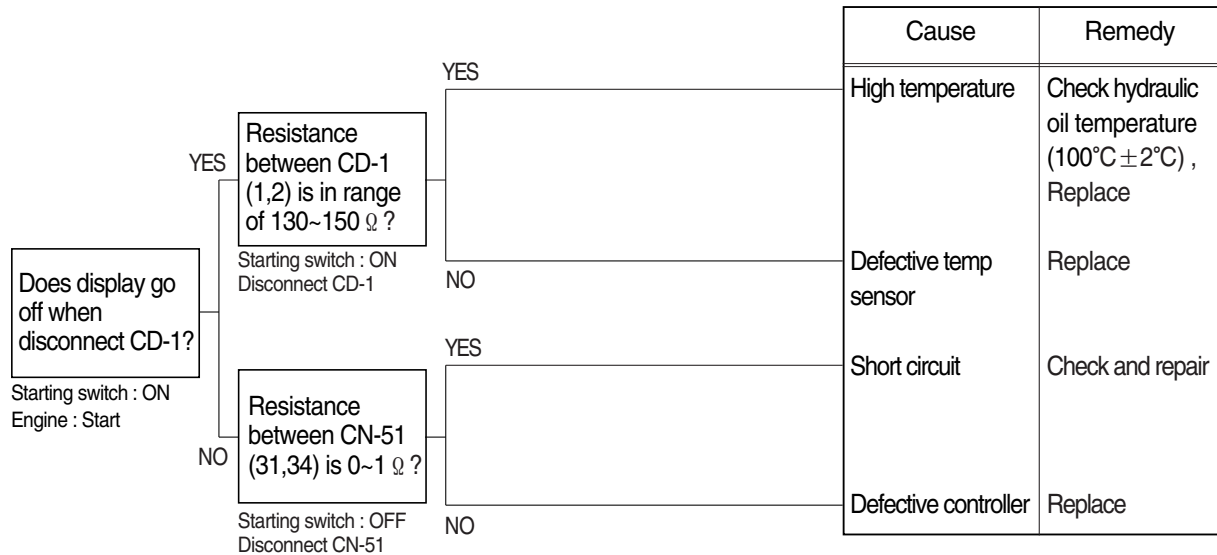 Does display go
off when
disconnect CD-1?
Starting switch : ON
Engine : Start
YES
Resistance
between CD-1
(1,2) is in range
of 130~150 Ω ?
Starting switch : ON
Disconnect CD-1
YES
NO
NO
Resistance
between CN-51
(31,34) is 0~1 Ω ?
Starting switch : OFF
Disconnect CN-51
YES
NO
Cause Remedy
High temperature Check hydraulic
oil temperature
(100°C ± 2°C) ,
Replace
Defective temp Replace
sensor
Short circuit Check and repair
Defective controller Replace